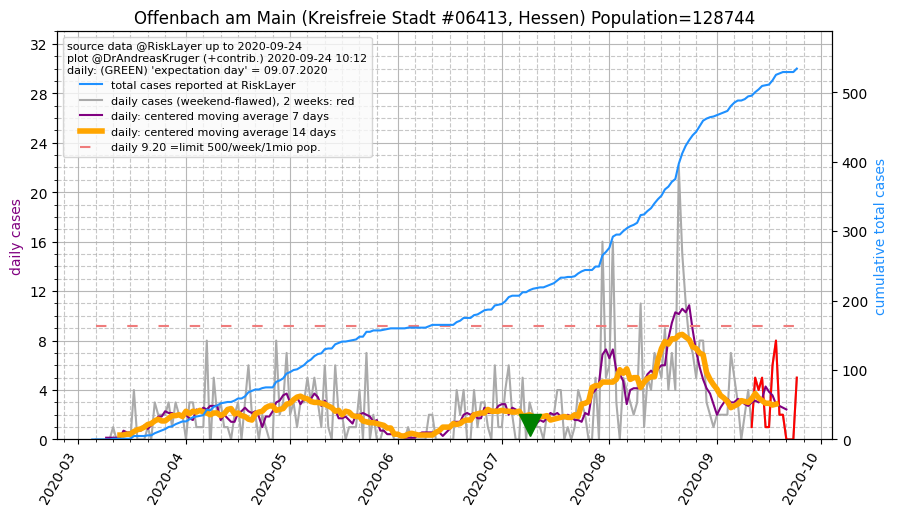 Offenbach am Main (Kreisfreie Stadt #06413, Hessen) Population=128744
source data @RiskLayer up to 2020-09-24
plot @DrAndreasKruger (+contrib.) 2020-09-24 10:12
daily: (GREEN) 'expectation day' = 09.07.2020
total cases reported at RiskLayer
daily cases (weekend-flawed), 2 weeks: red
daily: centered moving average 7 days
daily: centered moving average 14 days
daily 9.20 =limit 500/week/1mio pop.
daily cases
32
28
24
20
16
12
8
4
0
500
400
300
200
100
0
cumulative total cases
2020-03
2020-04
2020-05
2020-06
2020-07
2020-08
2020-09
2020-10